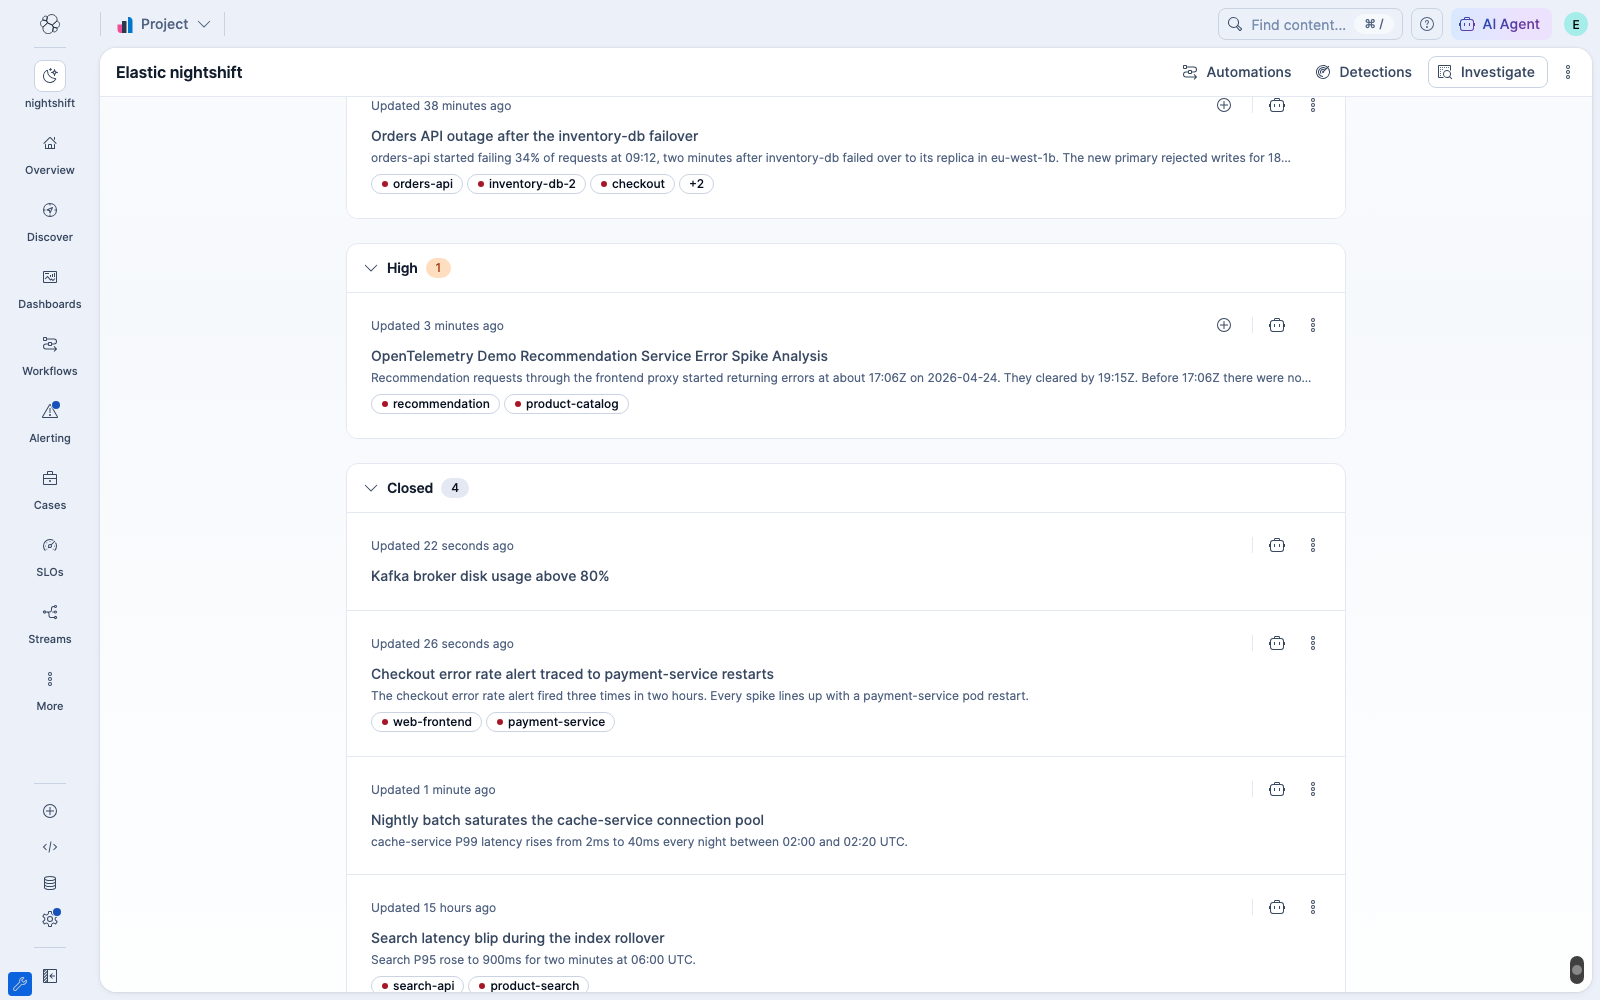 Project
Find content...
⌘ /
AI Agent
E
Elastic nightshift
Automations
Detections
Investigate
nightshift
Overview
Discover
Dashboards
Workflows
Alerting
Cases
SLOs
Streams
More
Updated 38 minutes ago
Orders API outage after the inventory-db failover
orders-api started failing 34% of requests at 09:12, two minutes after inventory-db failed over to its replica in eu-west-1b. The new primary rejected writes for 18...
orders-api
inventory-db-2
checkout
+2
High 1
Updated 3 minutes ago
OpenTelemetry Demo Recommendation Service Error Spike Analysis
Recommendation requests through the frontend proxy started returning errors at about 17:06Z on 2026-04-24. They cleared by 19:15Z. Before 17:06Z there were no...
recommendation
product-catalog
Closed 4
Updated 22 seconds ago
Kafka broker disk usage above 80%
Updated 26 seconds ago
Checkout error rate alert traced to payment-service restarts
The checkout error rate alert fired three times in two hours. Every spike lines up with a payment-service pod restart.
web-frontend
payment-service
Updated 1 minute ago
Nightly batch saturates the cache-service connection pool
cache-service P99 latency rises from 2ms to 40ms every night between 02:00 and 02:20 UTC.
Updated 15 hours ago
Search latency blip during the index rollover
Search P95 rose to 900ms for two minutes at 06:00 UTC.
search-api
product-search